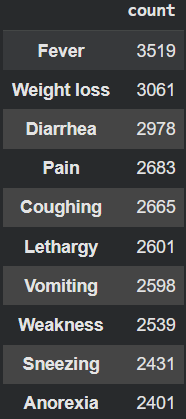 count
Fever 3519
Weight loss 3061
Diarrhea 2978
Pain 2683
Coughing 2665
Lethargy 2601
Vomiting 2598
Weakness 2539
Sneezing 2431
Anorexia 2401